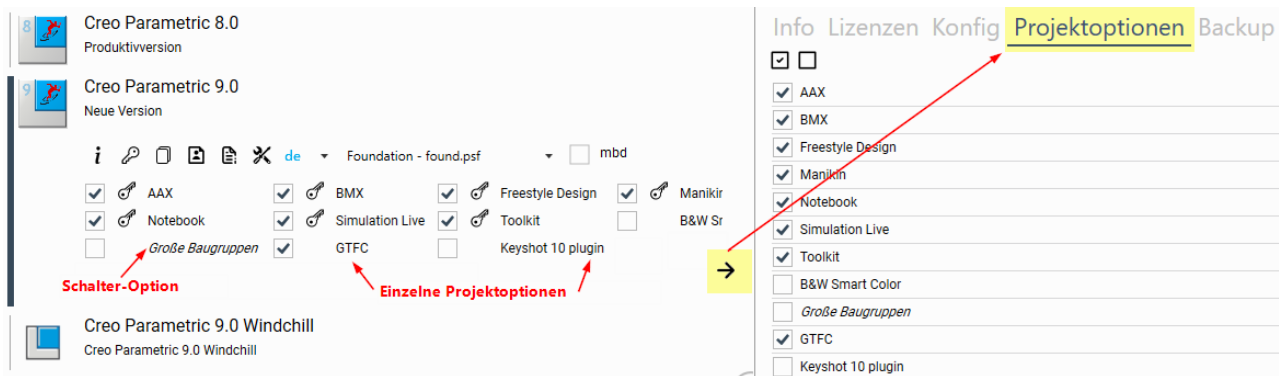 8
Creo Parametric 8.0
Produktivversion
9
Creo Parametric 9.0
Neue Version
i de Foundation - found.psf mbd
AAX BMX Freestyle Design Manikin
Notebook Simulation Live Toolkit B&W Sr
Große Baugruppen GTFC Keyshot 10 plugin
Schalter-Option
Einzelne Projektoptionen
Creo Parametric 9.0 Windchill
Creo Parametric 9.0 Windchill
Info Lizenzen Konfig Projektoptionen Backup
AAX
BMX
Freestyle Design
Manikin
Notebook
Simulation Live
Toolkit
B&W Smart Color
Große Baugruppen
GTFC
Keyshot 10 plugin